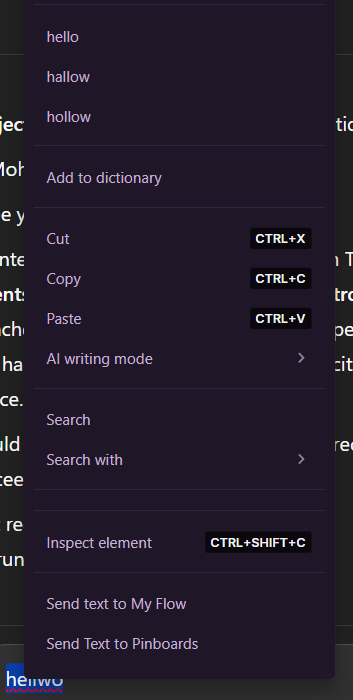 hello
hallow
hollow
Add to dictionary
Cut CTRL+X
Copy CTRL+C
Paste CTRL+V
AI writing mode
Search
Search with
Inspect element CTRL+SHIFT+C
Send text to My Flow
Send Text to Pinboards
hellwo